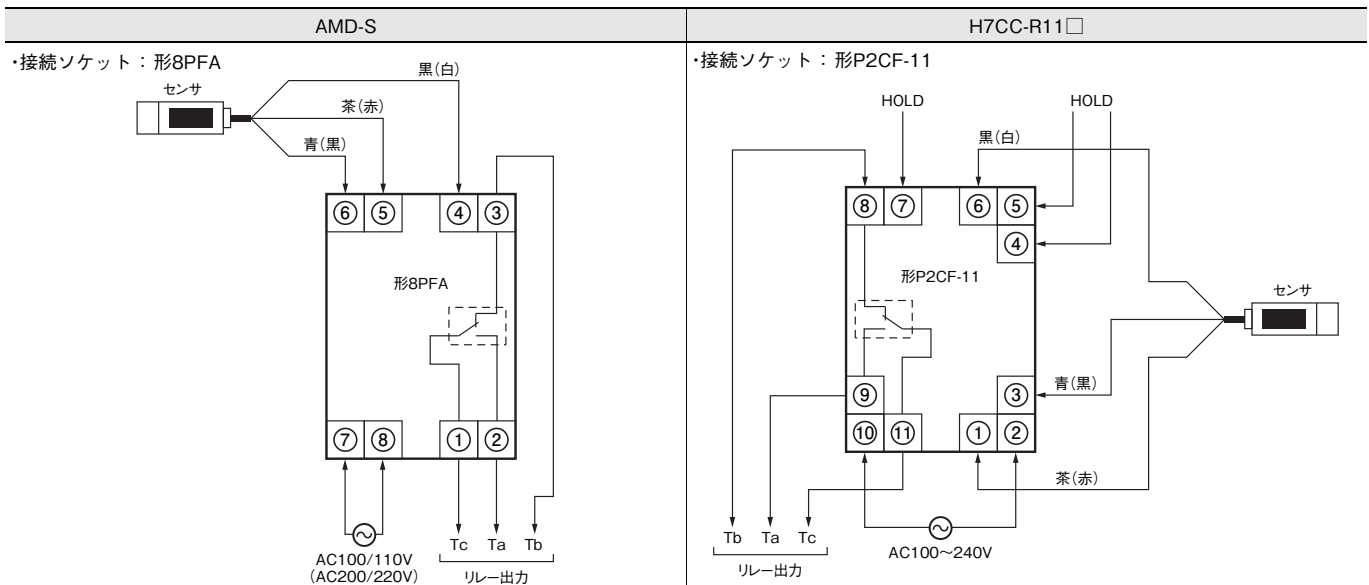 AMD-S
H7CC-R11□
・接続ソケット：形8PFA
センサ
黒(白)
茶(赤)
青(黒)
⑥ ⑤ ④ ③
形8PFA
⑦ ⑧ ① ②
Tc Ta Tb
AC100/110V
(AC200/220V)
リレー出力
・接続ソケット：形P2CF-11
HOLD HOLD
黒(白)
⑧ ⑦ ⑥ ⑤
④
形P2CF-11
センサ
青(黒)
⑨ ③
⑩ ⑪ ① ②
茶(赤)
Tb Ta Tc
AC100～240V
リレー出力